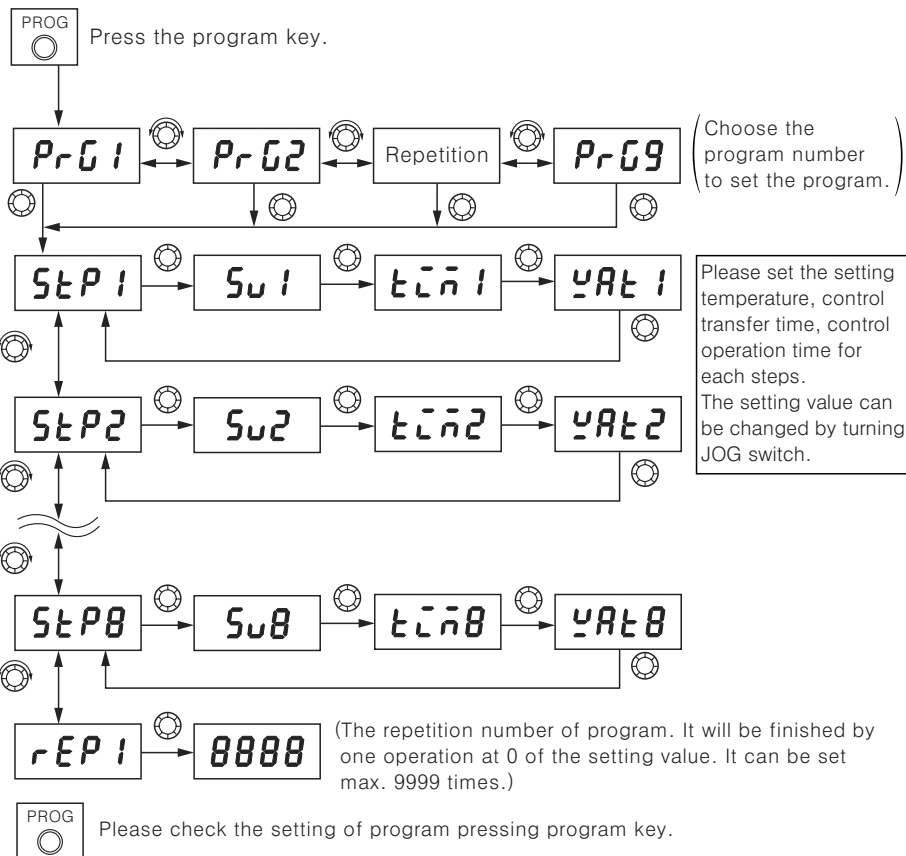 PROG
Press the program key.
PrG1 PrG2 Repetition PrG9
(Choose the
program number
to set the program.)
StP1 Su1 tim1 wAt1
Please set the setting
temperature, control
transfer time, control
operation time for
each steps.
The setting value can
be changed by turning
JOG switch.
StP2 Su2 tim2 wAt2
StP8 Su8 tim8 wAt8
rEP1 8888
(The repetition number of program. It will be finished by
one operation at 0 of the setting value. It can be set
max. 9999 times.)
PROG
Please check the setting of program pressing program key.